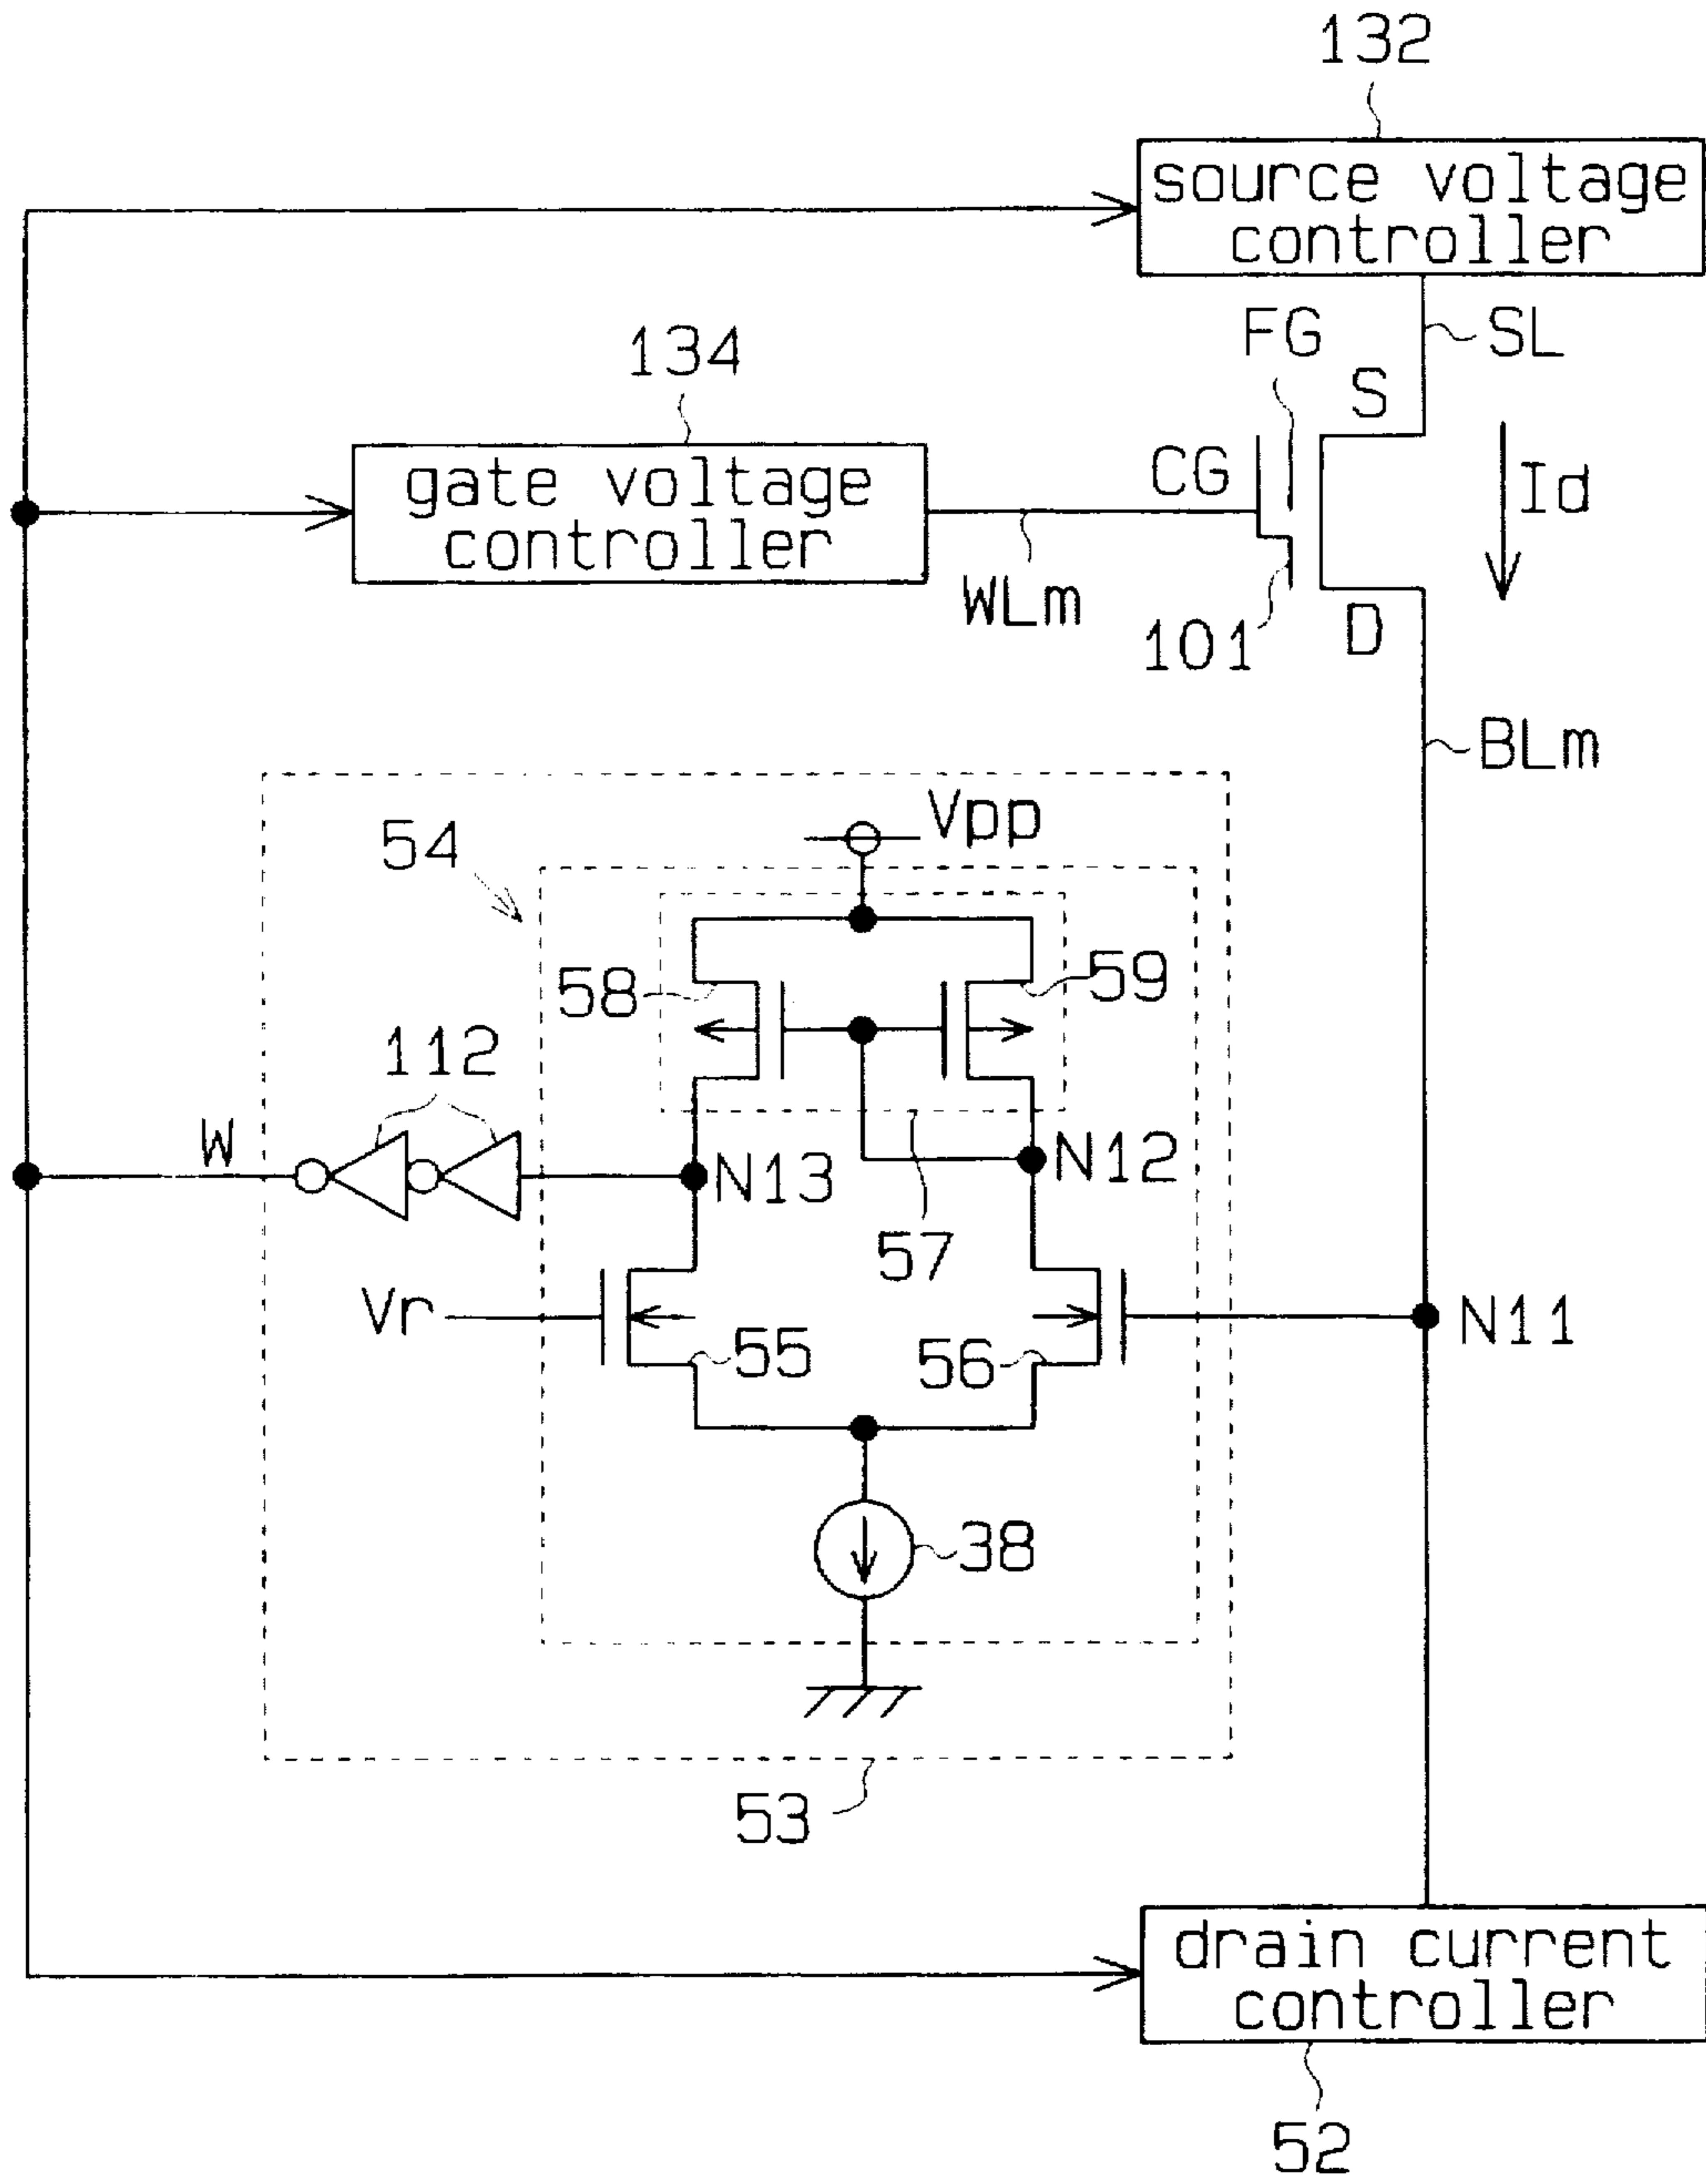 132
source voltage
controller
FG
SL
134
S
gate voltage
controller
CG
Id
WLm
101
D
BLm
Vpp
54
58
59
112
W
N13
N12
57
Vr
55
56
N11
38
53
drain current
controller
52